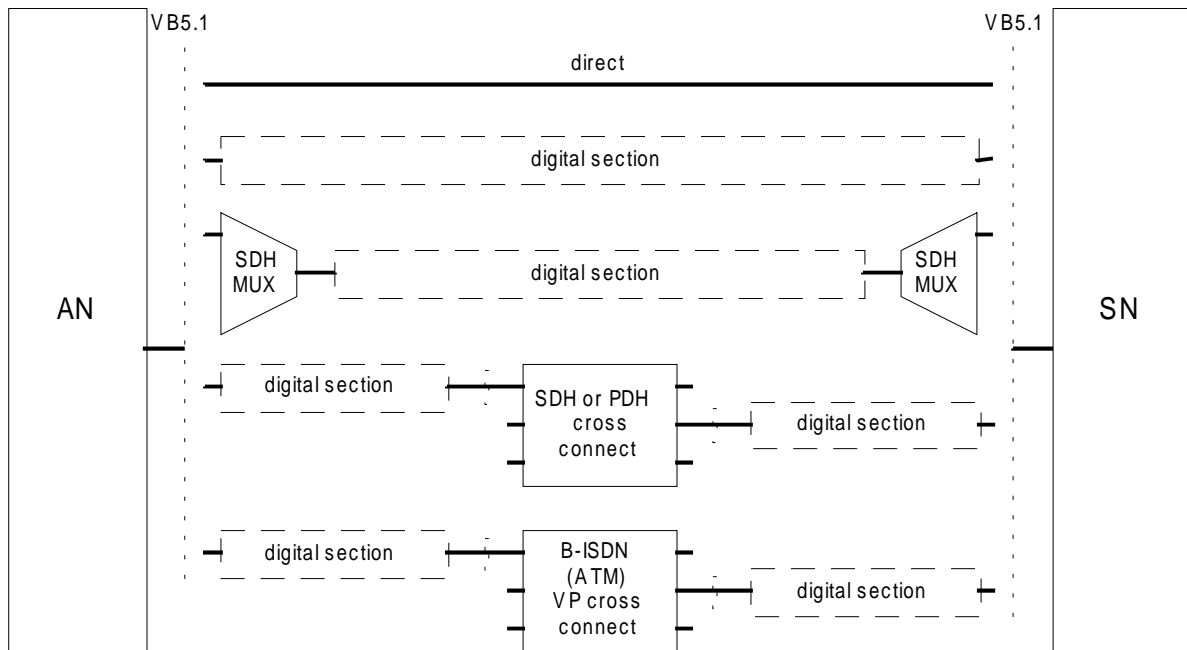 VB5.1
VB5.1
direct
digital section
SDH
MUX
digital section
SDH
MUX
AN
SN
digital section
SDH or PDH
cross
connect
digital section
digital section
B-ISDN
(ATM)
VP cross
connect
digital section